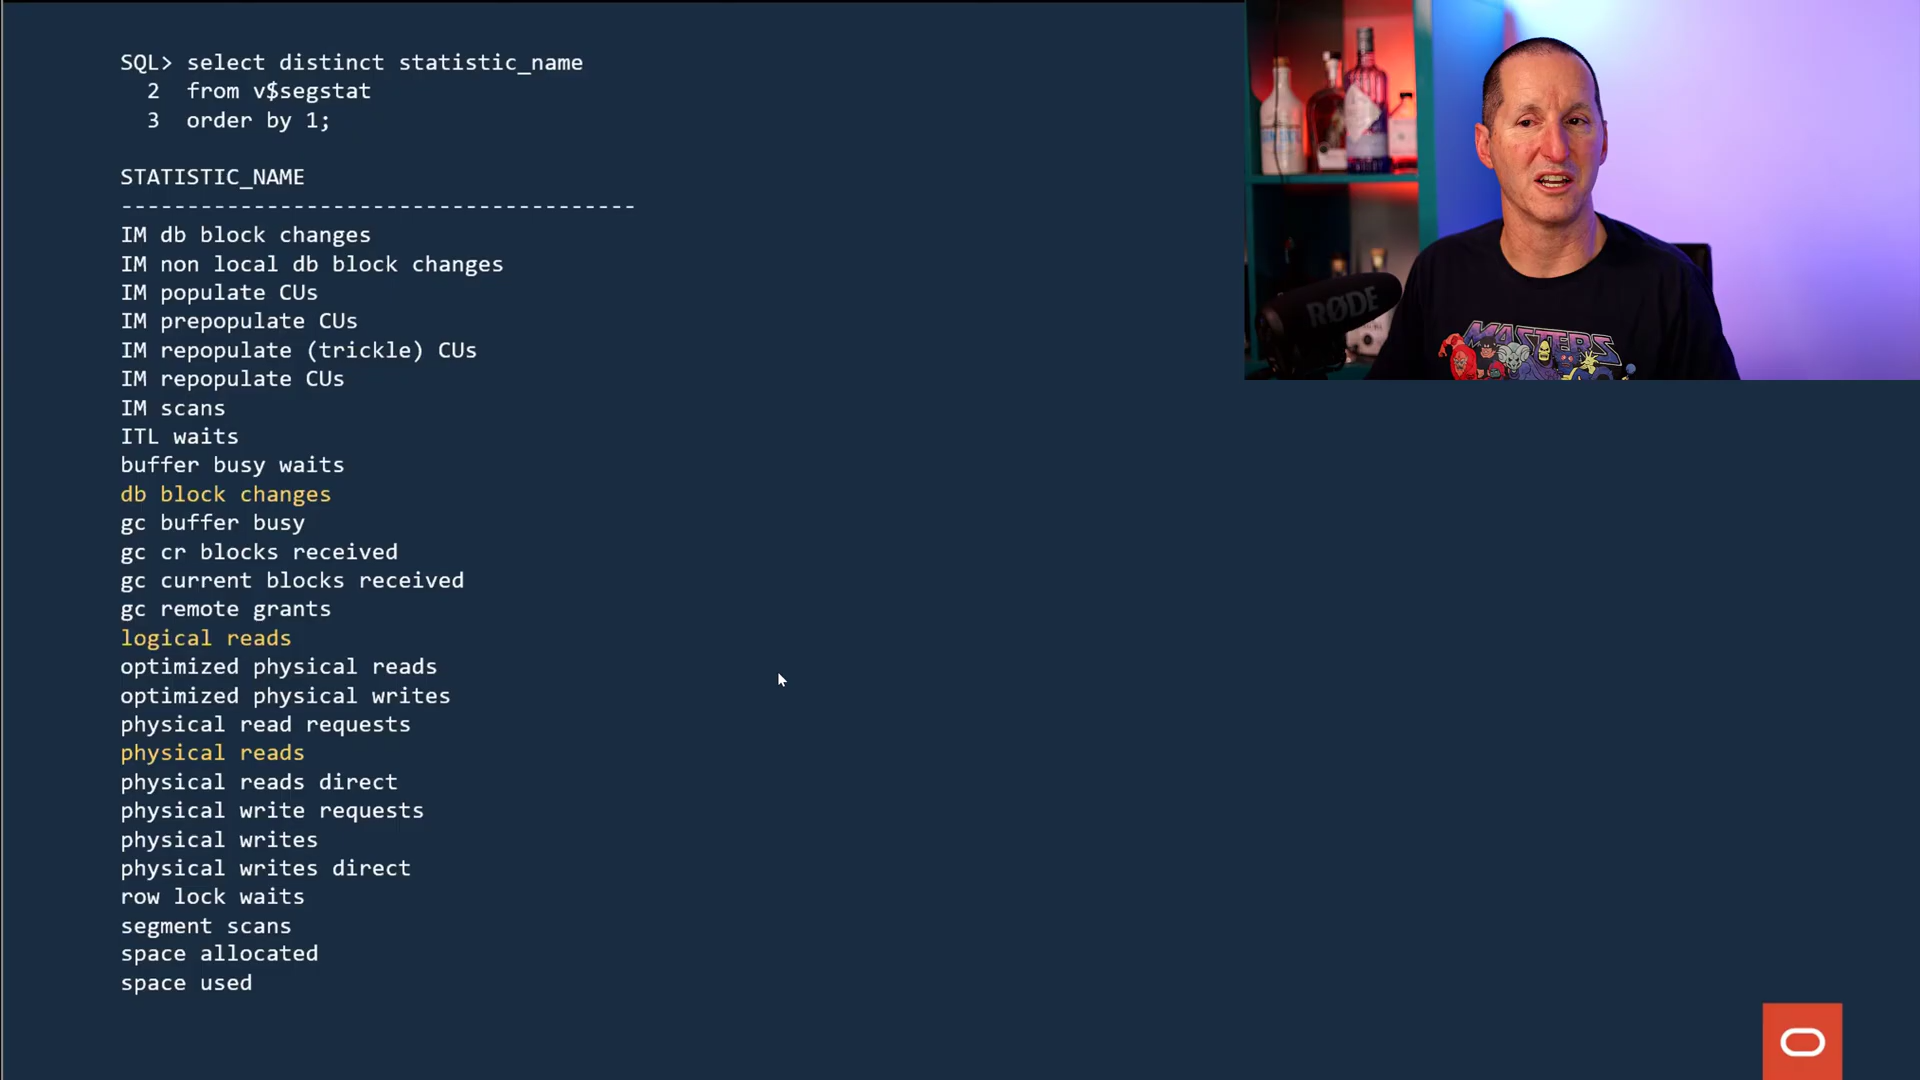 SQL> select distinct statistic_name
2 from v$segstat
3 order by 1;
STATISTIC_NAME
---------------------------------------
IM db block changes
IM non local db block changes
IM populate CUs
IM prepopulate CUs
IM repopulate (trickle) CUs
IM repopulate CUs
IM scans
ITL waits
buffer busy waits
db block changes
gc buffer busy
gc cr blocks received
gc current blocks received
gc remote grants
logical reads
optimized physical reads
optimized physical writes
physical read requests
physical reads
physical reads direct
physical write requests
physical writes
physical writes direct
row lock waits
segment scans
space allocated
space used
RØDE
MASTERS